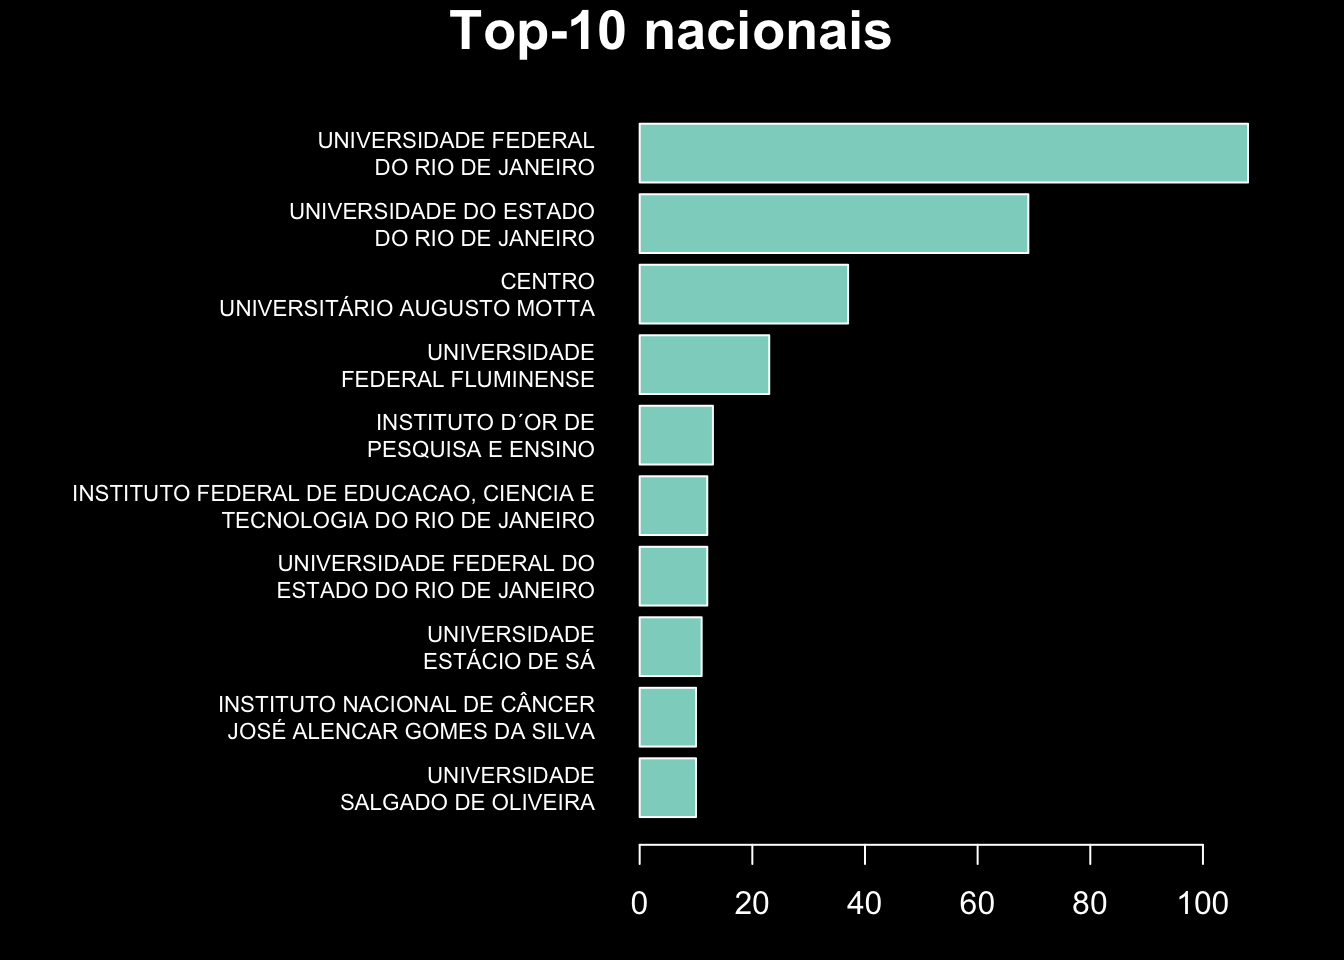 Top-10 nacionais
UNIVERSIDADE FEDERAL
DO RIO DE JANEIRO
UNIVERSIDADE DO ESTADO
DO RIO DE JANEIRO
CENTRO
UNIVERSITÁRIO AUGUSTO MOTTA
UNIVERSIDADE
FEDERAL FLUMINENSE
INSTITUTO D´OR DE
PESQUISA E ENSINO
INSTITUTO FEDERAL DE EDUCACAO, CIENCIA E
TECNOLOGIA DO RIO DE JANEIRO
UNIVERSIDADE FEDERAL DO
ESTADO DO RIO DE JANEIRO
UNIVERSIDADE
ESTÁCIO DE SÁ
INSTITUTO NACIONAL DE CÂNCER
JOSÉ ALENCAR GOMES DA SILVA
UNIVERSIDADE
SALGADO DE OLIVEIRA
0 20 40 60 80 100